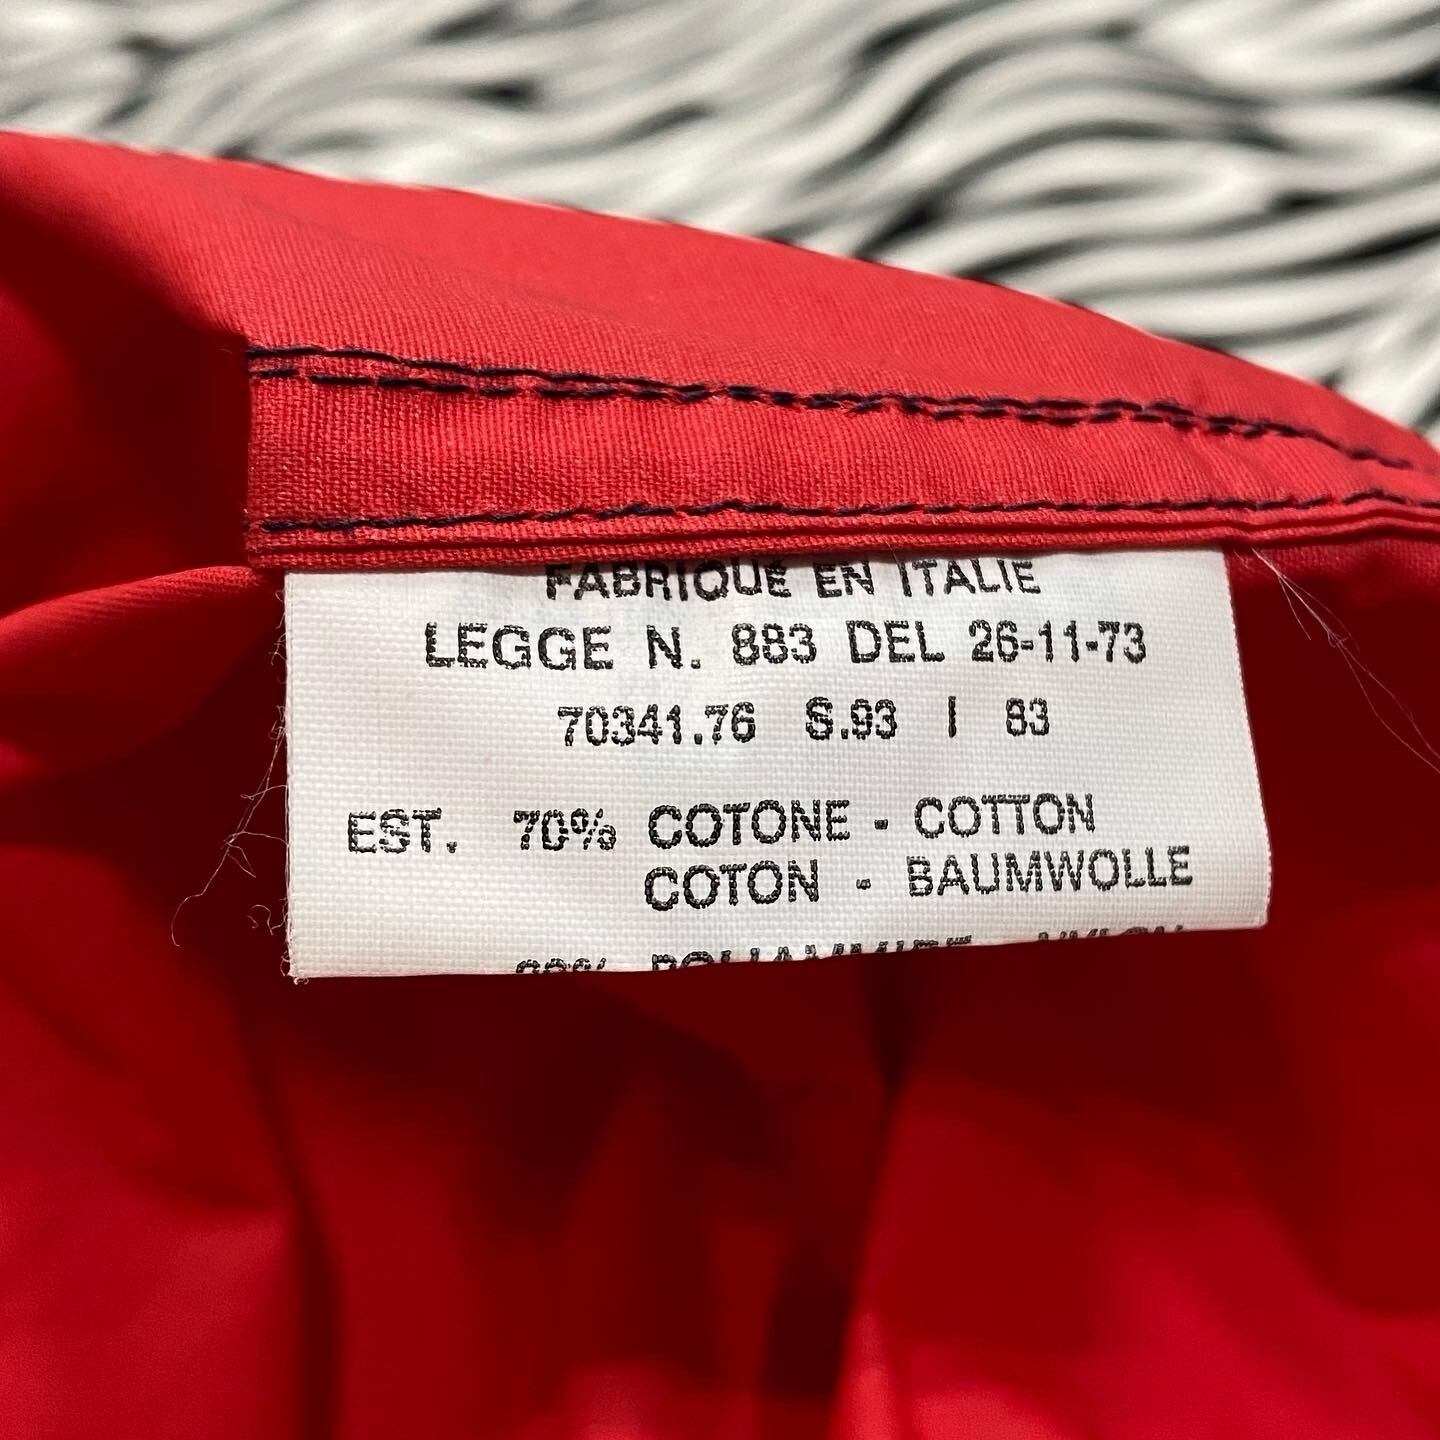 FABRIQUE EN ITALIE
LEGGE N. 883 DEL 26-11-73
70341.76 S.93 I 83
EST. 70% COTONE - COTTON
COTON - BAUMWOLLE